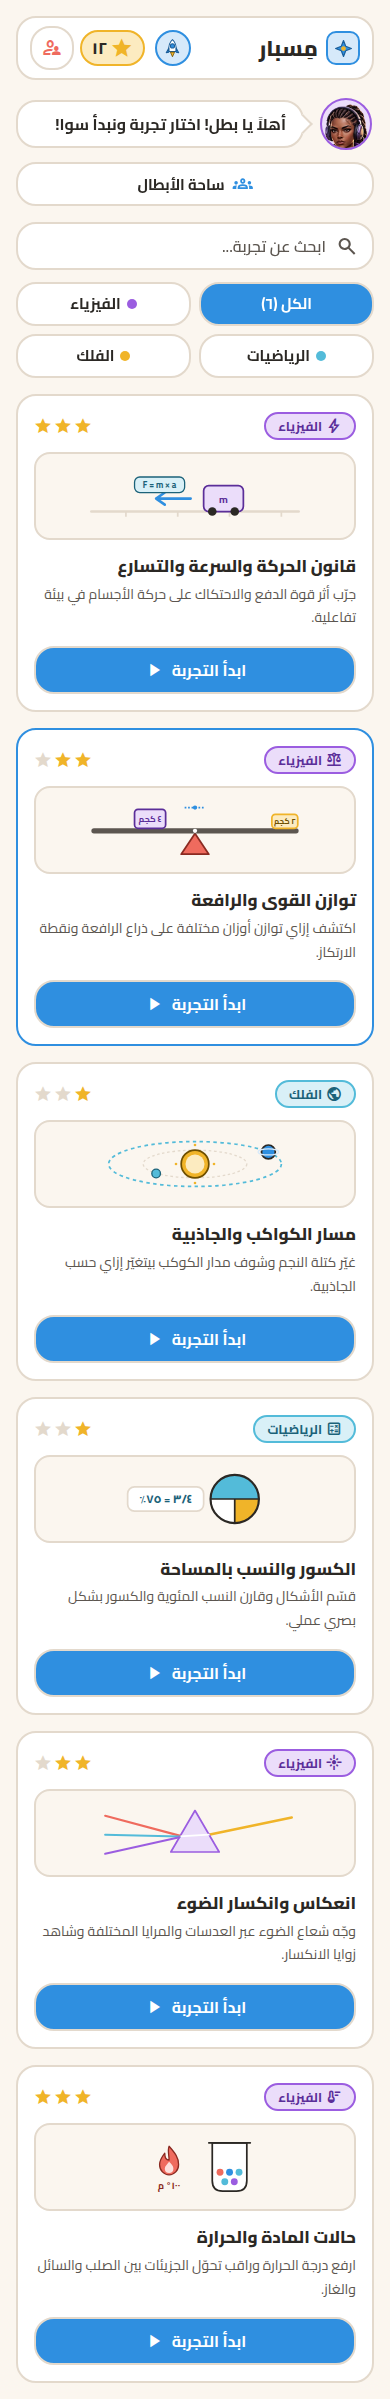 مِسبار
١٢
أهلاً يا بطل! اختار تجربة ونبدأ سوا!
ساحة الأبطال
ابحث عن تجربة...
الكل (٦)
الفيزياء
الرياضيات
الفلك
الفيزياء
F = m × a
m
قانون الحركة والسرعة والتسارع
جرّب أثر قوة الدفع والاحتكاك على حركة الأجسام في بيئة
تفاعلية.
ابدأ التجربة
الفيزياء
٤ كجم
٢ كجم
توازن القوى والرافعة
اكتشف إزاي توازن أوزان مختلفة على ذراع الرافعة ونقطة
الارتكاز.
ابدأ التجربة
الفلك
مسار الكواكب والجاذبية
غيّر كتلة النجم وشوف مدار الكوكب بيتغيّر إزاي حسب
الجاذبية.
ابدأ التجربة
الرياضيات
٣/٤ = ٧٥٪
الكسور والنسب بالمساحة
قسّم الأشكال وقارن النسب المئوية والكسور بشكل
بصري عملي.
ابدأ التجربة
الفيزياء
انعكاس وانكسار الضوء
وجّه شعاع الضوء عبر العدسات والمرايا المختلفة وشاهد
زوايا الانكسار.
ابدأ التجربة
الفيزياء
١٠٠° م
حالات المادة والحرارة
ارفع درجة الحرارة وراقب تحوّل الجزيئات بين الصلب والسائل
والغاز.
ابدأ التجربة